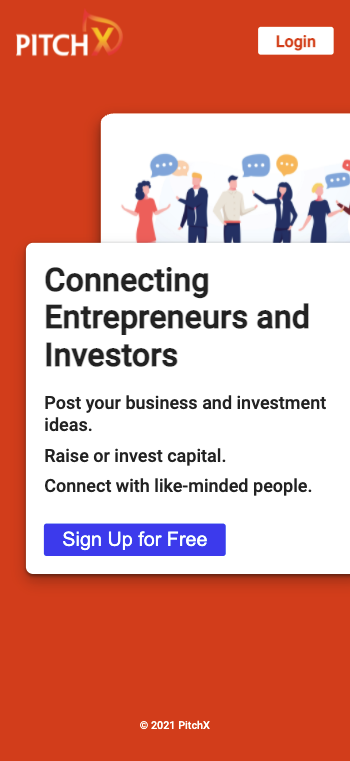 PITCHX
Login
Connecting
Entrepreneurs and
Investors
Post your business and investment
ideas.
Raise or invest capital.
Connect with like-minded people.
Sign Up for Free
© 2021 PitchX